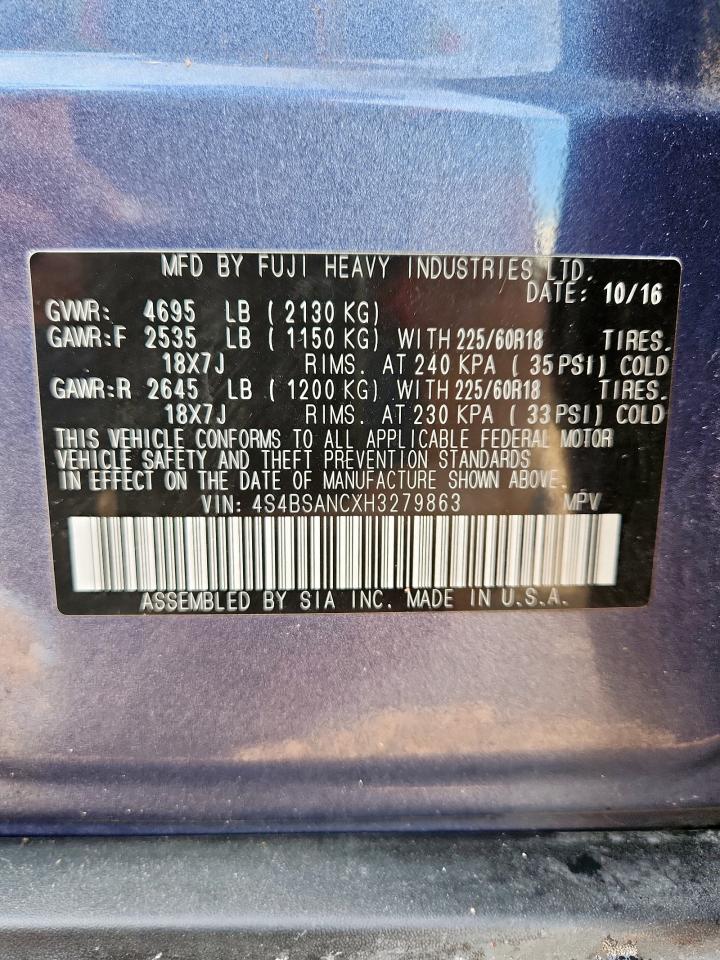 MFD BY FUJI HEAVY INDUSTRIES LTD.
DATE: 10/16
GVWR: 4695 LB ( 2130 KG)
GAWR:F 2535 LB ( 1150 KG) WITH 225/60R18 TIRES.
18X7J RIMS. AT 240 KPA ( 35PSI) COLD
GAWR:R 2645 LB ( 1200 KG) WITH 225/60R18 TIRES.
18X7J RIMS. AT 230 KPA ( 33PSI) COLD
THIS VEHICLE CONFORMS TO ALL APPLICABLE FEDERAL MOTOR
VEHICLE SAFETY AND THEFT PREVENTION STANDARDS
IN EFFECT ON THE DATE OF MANUFACTURE SHOWN ABOVE.
VIN: 4S4BSANCXH3279863 MPV
ASSEMBLED BY SIA INC. MADE IN U.S.A.